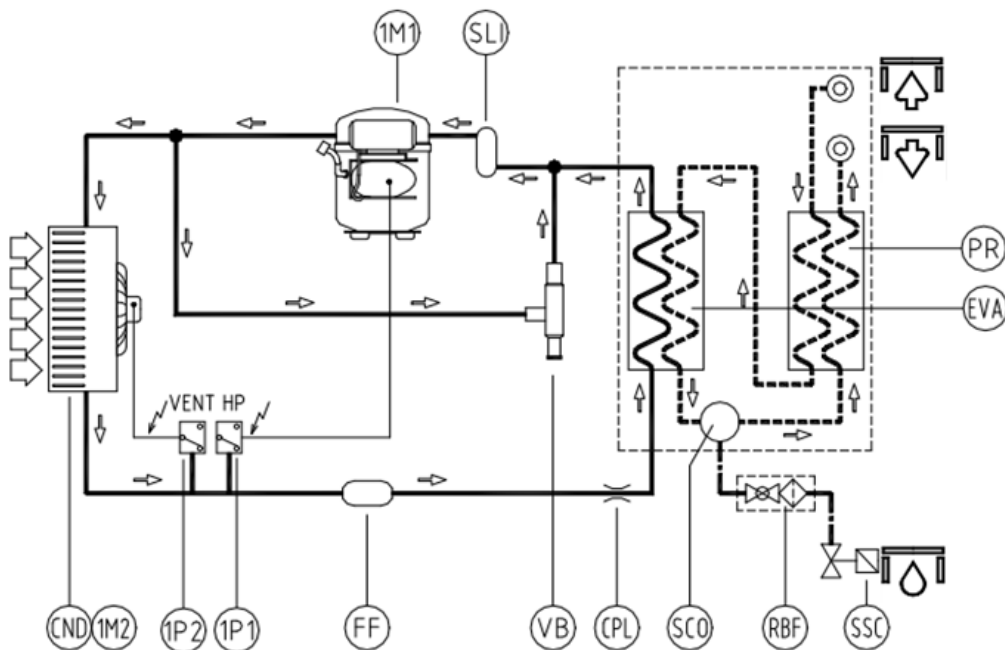 1M1 SLI
PR
EVA
VENT HP
CND 1M2 1P2 1P1 FF VB CPL SCO RBF SSC